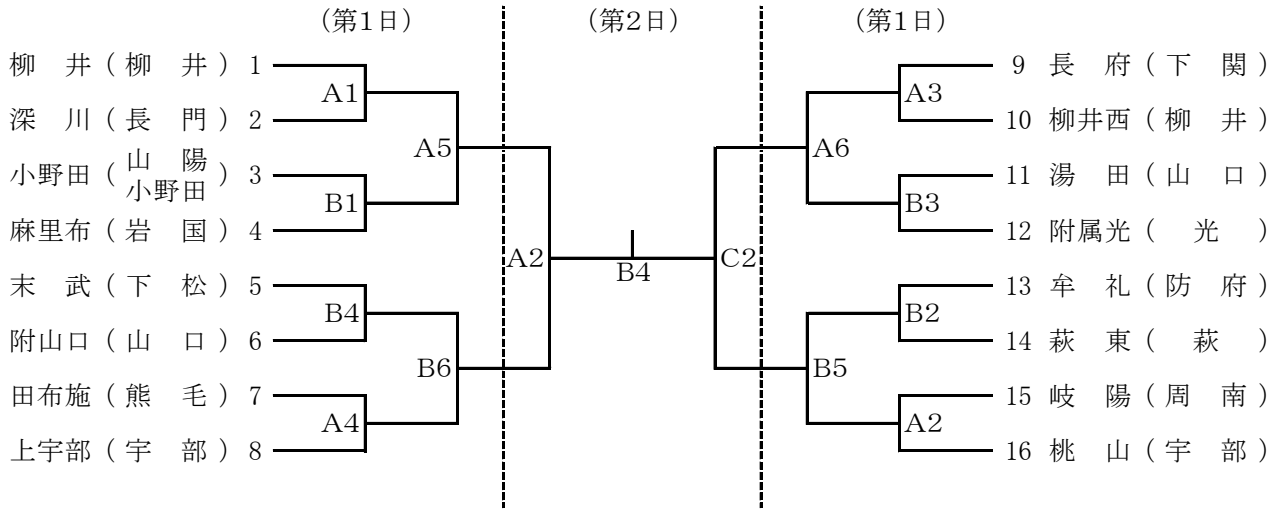 (第1日) (第2日) (第1日)
柳 井 ( 柳 井 ) 1 9 長 府 ( 下 関 )
A1 A3
深 川 ( 長 門 ) 2 10 柳井西 ( 柳 井 )
A5 A6
小野田 ( 山 陽 小野田 ) 3 11 湯 田 ( 山 口 )
B1 B3
麻里布 ( 岩 国 ) 4 12 附属光 ( 光 )
A2 B4 C2
末 武 ( 下 松 ) 5 13 牟 礼 ( 防 府 )
B4 B2
附山口 ( 山 口 ) 6 14 萩 東 ( 萩 )
B6 B5
田布施 ( 熊 毛 ) 7 15 岐 陽 ( 周 南 )
A4 A2
上宇部 ( 宇 部 ) 8 16 桃 山 ( 宇 部 )